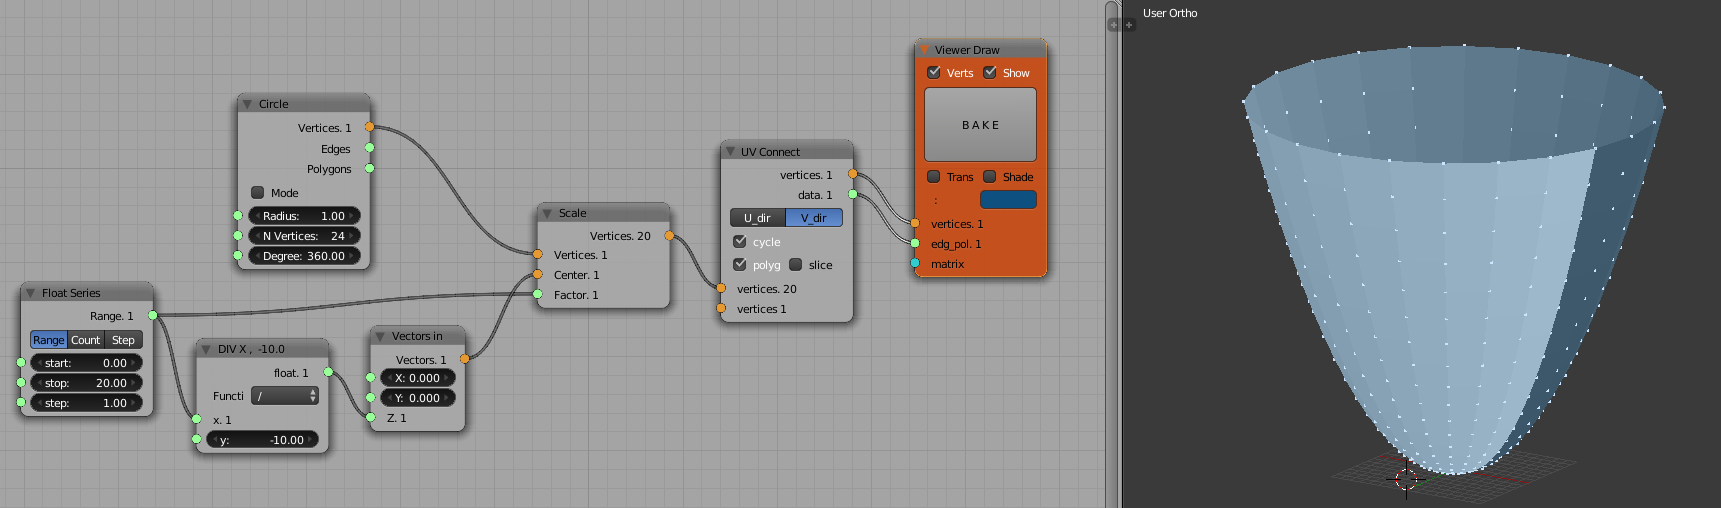 Circle
Vertices. 1
Edges
Polygons
Mode
Radius: 1.00
N Vertices: 24
Degree: 360.00
Float Series
Range. 1
Range Count Step
start: 0.00
stop: 20.00
step: 1.00
DIV X , -10.0
float. 1
Functi /
x. 1
y: -10.00
Vectors in
Vectors. 1
X: 0.000
Y: 0.000
Z. 1
Scale
Vertices. 20
Vertices. 1
Center. 1
Factor. 1
UV Connect
vertices. 1
data. 1
U_dir V_dir
cycle
polyg slice
vertices. 20
vertices 1
Viewer Draw
Verts Show
BAKE
Trans Shade
:
vertices. 1
edg_pol. 1
matrix
User Ortho